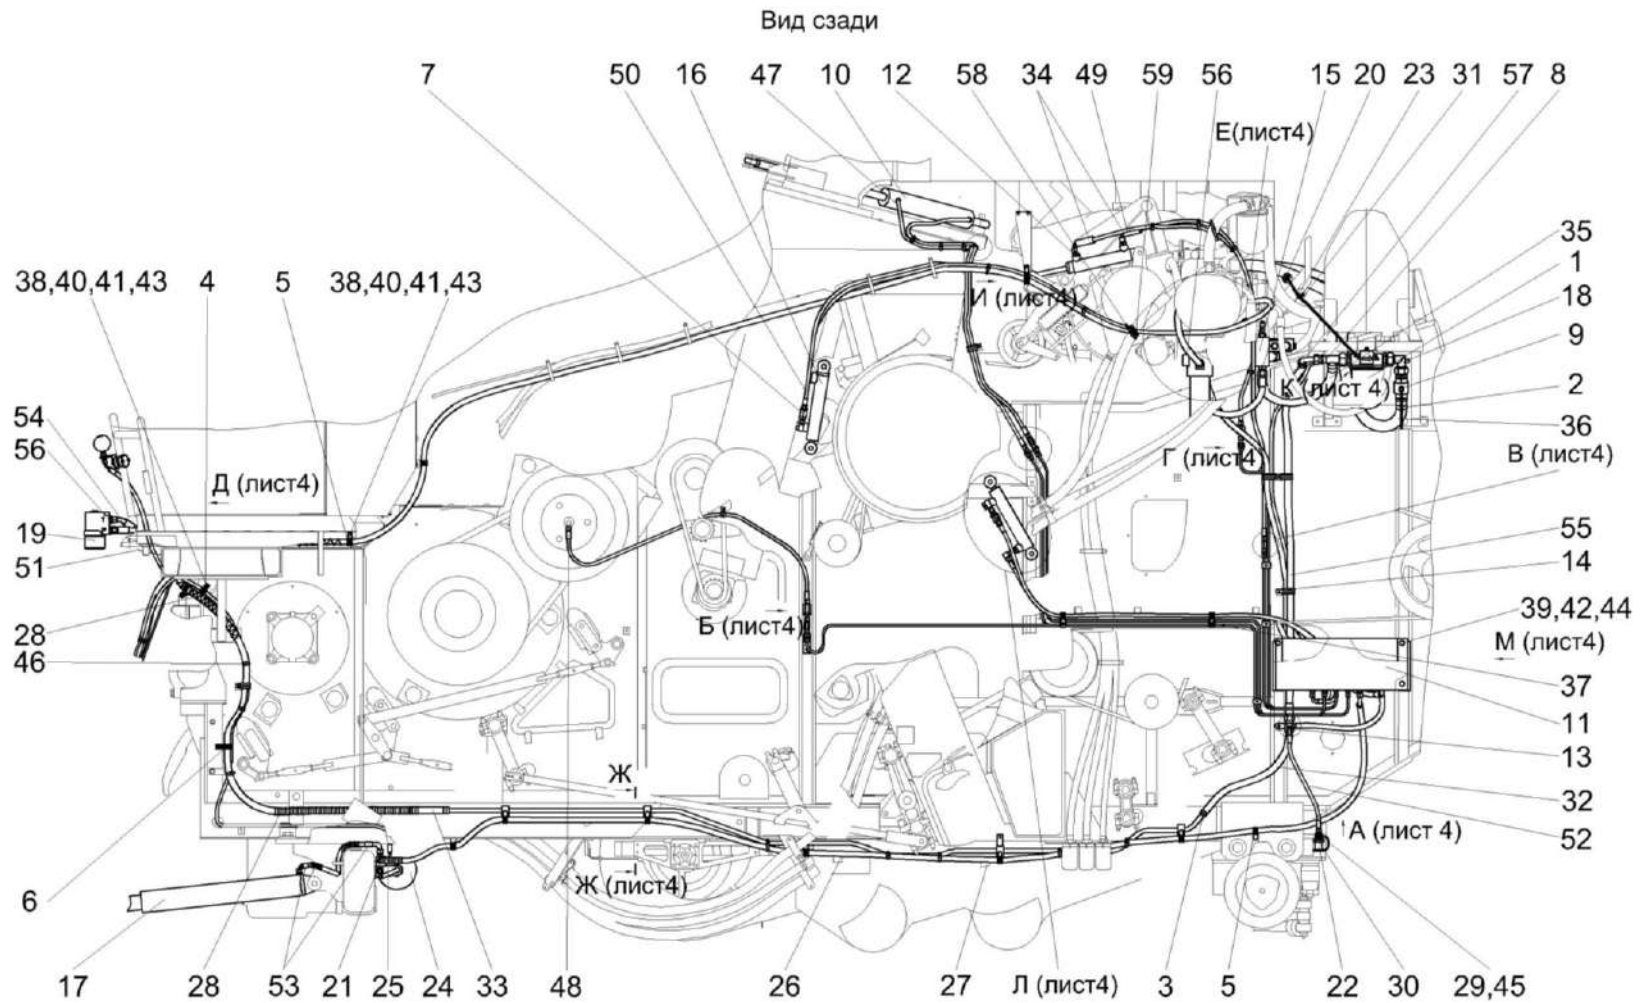 Вид сзади
7 50 16 47 10 12 58 34 49 59 56 15 20 23 31 57 8
Е(лист4)
35
38,40,41,43 4 5 38,40,41,43
1
И (лист4)
18
9
К (лист 4)
2
54
36
56
Г (лист4)
В (лист4)
Д (лист4)
19
55
51
14
28
Б (лист4)
39,42,44
46
М (лист4)
37
11
13
Ж
32
А (лист 4)
52
Ж (лист4)
6
17 28 53 21 25 24 33 48 26 27 Л (лист4) 3 5 22 30 29,45